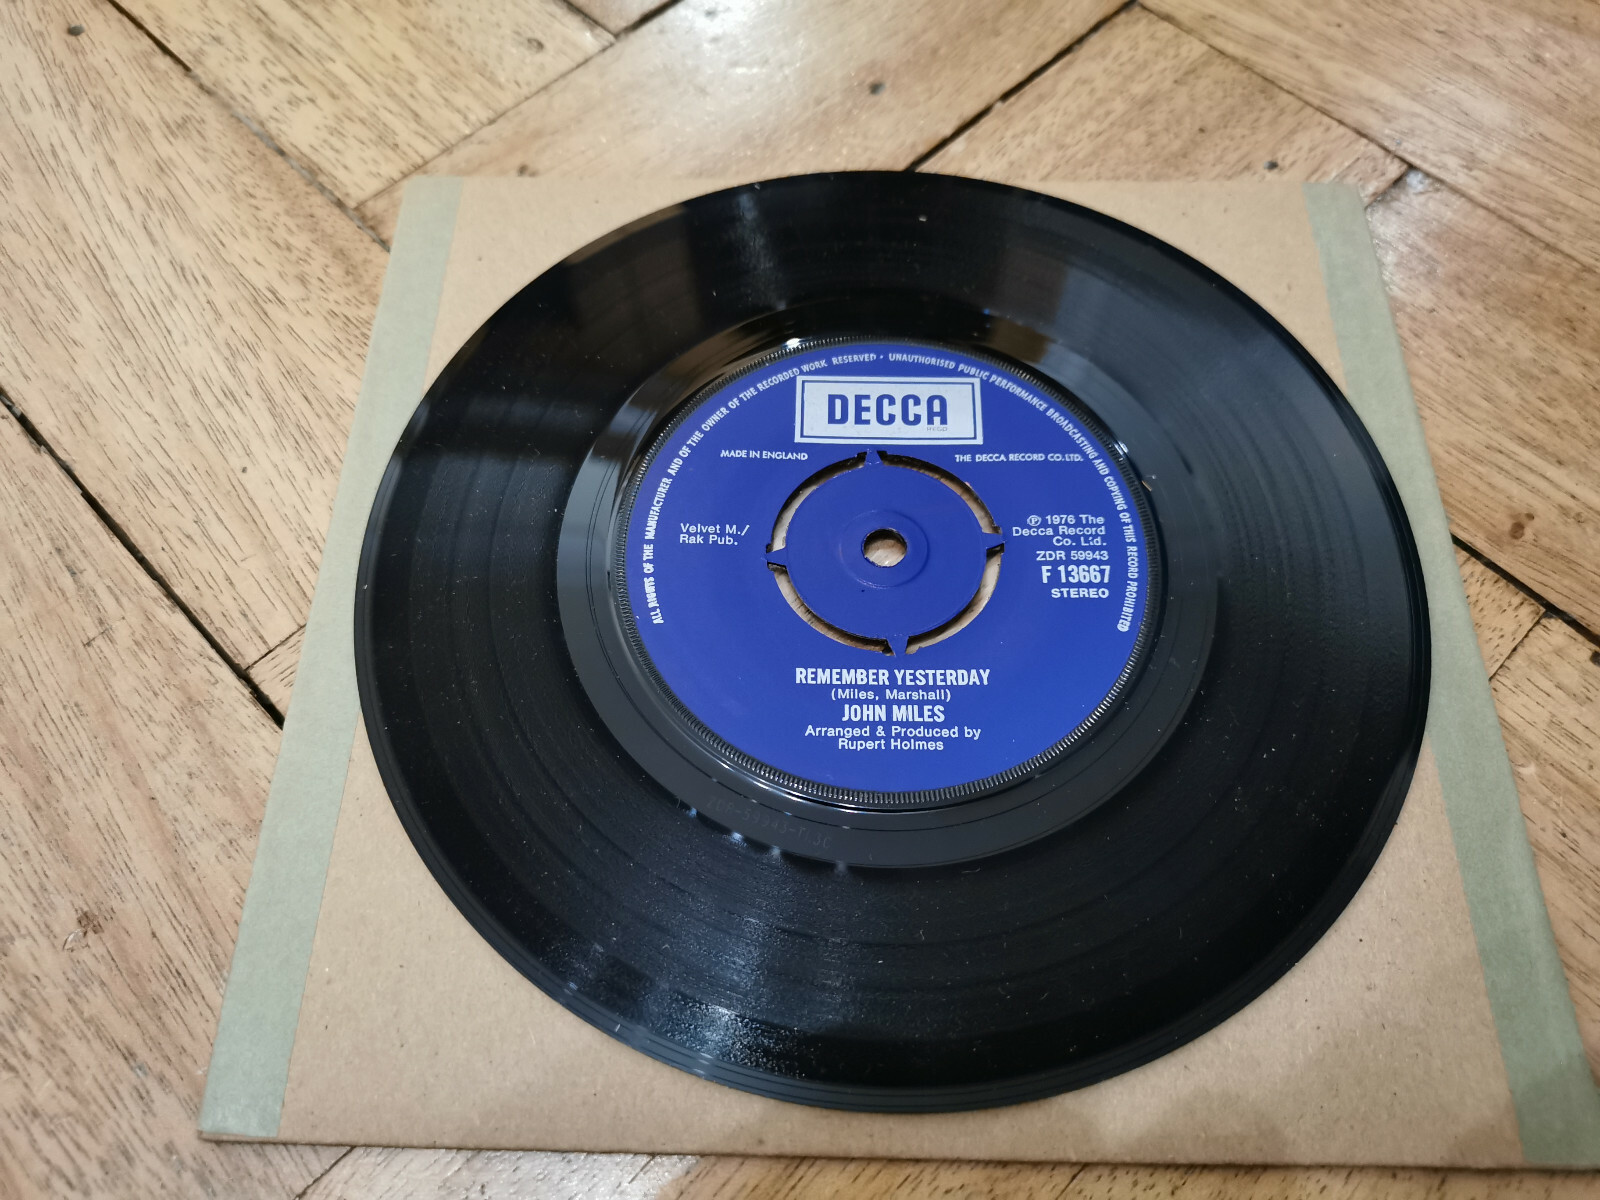 ALL RIGHTS OF THE MANUFACTURER AND OF THE OWNER OF THE RECORDED WORK RESERVED · UNAUTHORISED PUBLIC PERFORMANCE BROADCASTING AND COPYING OF THIS RECORD PROHIBITED
DECCA
REGD
MADE IN ENGLAND
THE DECCA RECORD CO. LTD.
Velvet M./
Rak Pub.
℗ 1976 The
Decca Record
Co. Ltd.
ZDR 59943
F 13667
STEREO
REMEMBER YESTERDAY
(Miles, Marshall)
JOHN MILES
Arranged & Produced by
Rupert Holmes